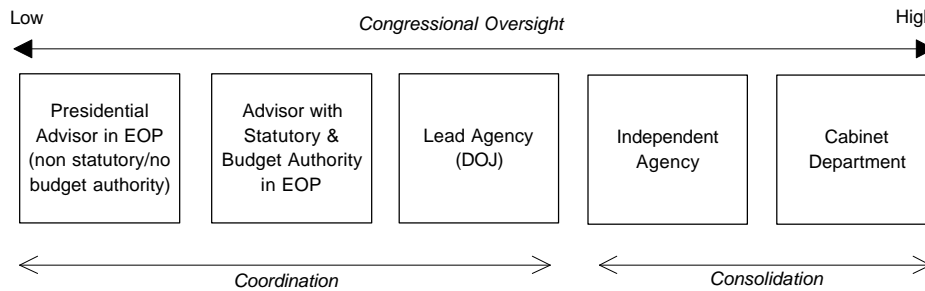 Low
High
Congressional Oversight
Presidential
Advisor in EOP
(non statutory/no
budget authority)
Advisor with
Statutory &
Budget Authority
in EOP
Lead Agency
(DOJ)
Independent
Agency
Cabinet
Department
Coordination
Consolidation